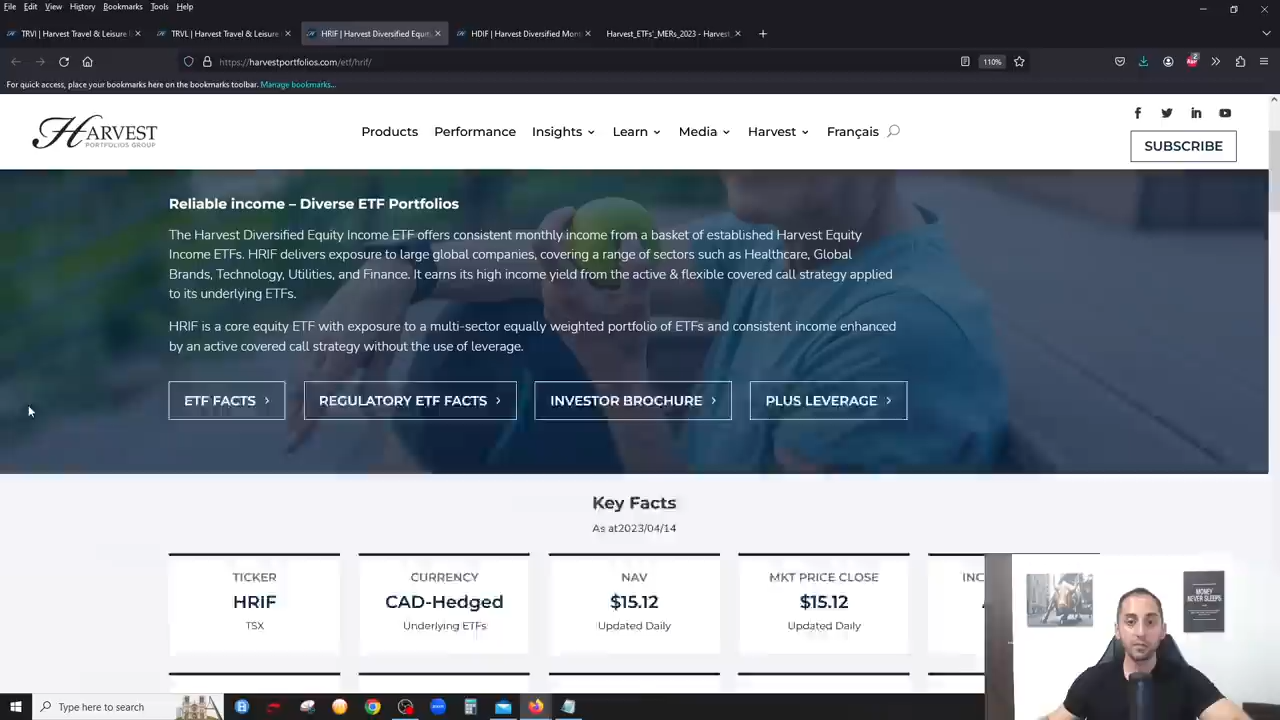 File Edit View History Bookmarks Tools Help
TRVI | Harvest Travel & Leisure
TRVL | Harvest Travel & Leisure
HRIF | Harvest Diversified Equit
HDIF | Harvest Diversified Mon
Harvest_ETFs'_MERs_2023 - Harvest_
https://harvestportfolios.com/etf/hrif/
110%
For quick access, place your bookmarks here on the bookmarks toolbar. Manage bookmarks...
HARVEST
PORTFOLIOS GROUP
Products Performance Insights Learn Media Harvest Français
SUBSCRIBE
Reliable income – Diverse ETF Portfolios
The Harvest Diversified Equity Income ETF offers consistent monthly income from a basket of established Harvest Equity
Income ETFs. HRIF delivers exposure to large global companies, covering a range of sectors such as Healthcare, Global
Brands, Technology, Utilities, and Finance. It earns its high income yield from the active & flexible covered call strategy applied
to its underlying ETFs.
HRIF is a core equity ETF with exposure to a multi-sector equally weighted portfolio of ETFs and consistent income enhanced
by an active covered call strategy without the use of leverage.
ETF FACTS
REGULATORY ETF FACTS
INVESTOR BROCHURE
PLUS LEVERAGE
Key Facts
As at2023/04/14
TICKER
HRIF
TSX
CURRENCY
CAD-Hedged
Underlying ETFs
NAV
$15.12
Updated Daily
MKT PRICE CLOSE
$15.12
Updated Daily
MONEY
NEVER SLEEPS
Type here to search